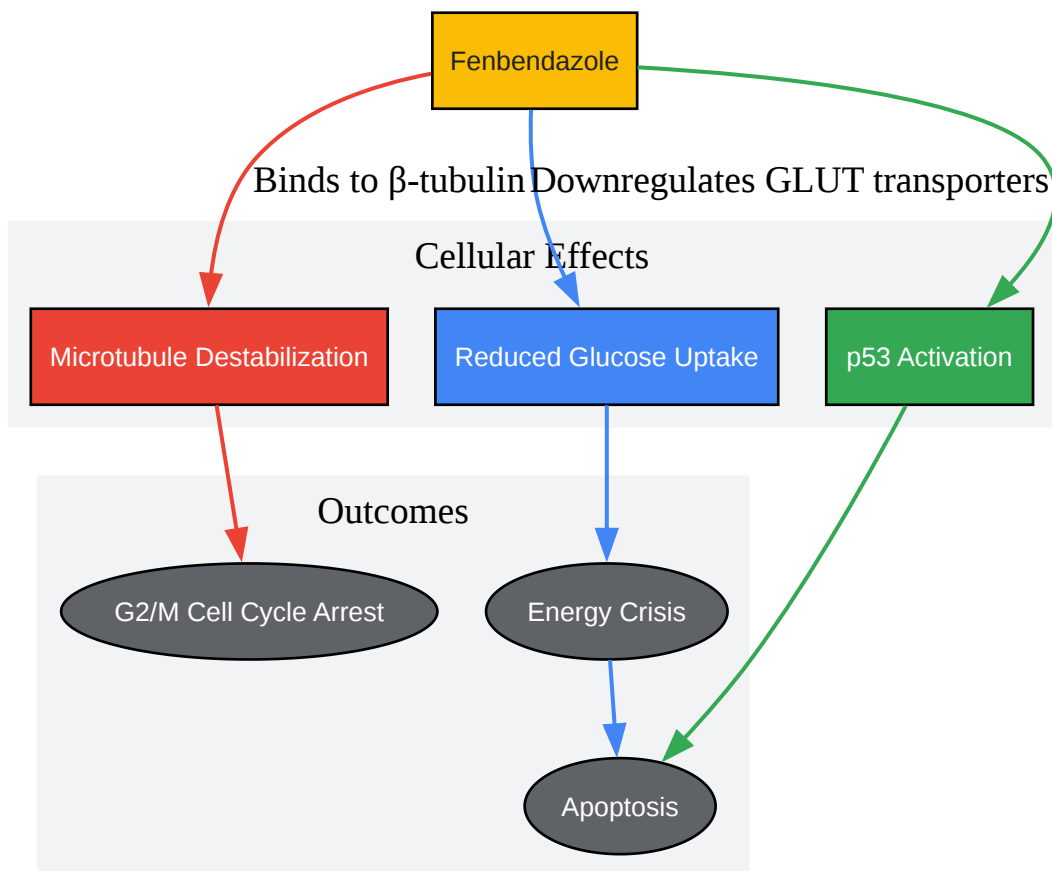 Fenbendazole
Binds to β-tubulin
Downregulates GLUT transporters
Cellular Effects
Microtubule Destabilization
Reduced Glucose Uptake
p53 Activation
Outcomes
G2/M Cell Cycle Arrest
Energy Crisis
Apoptosis